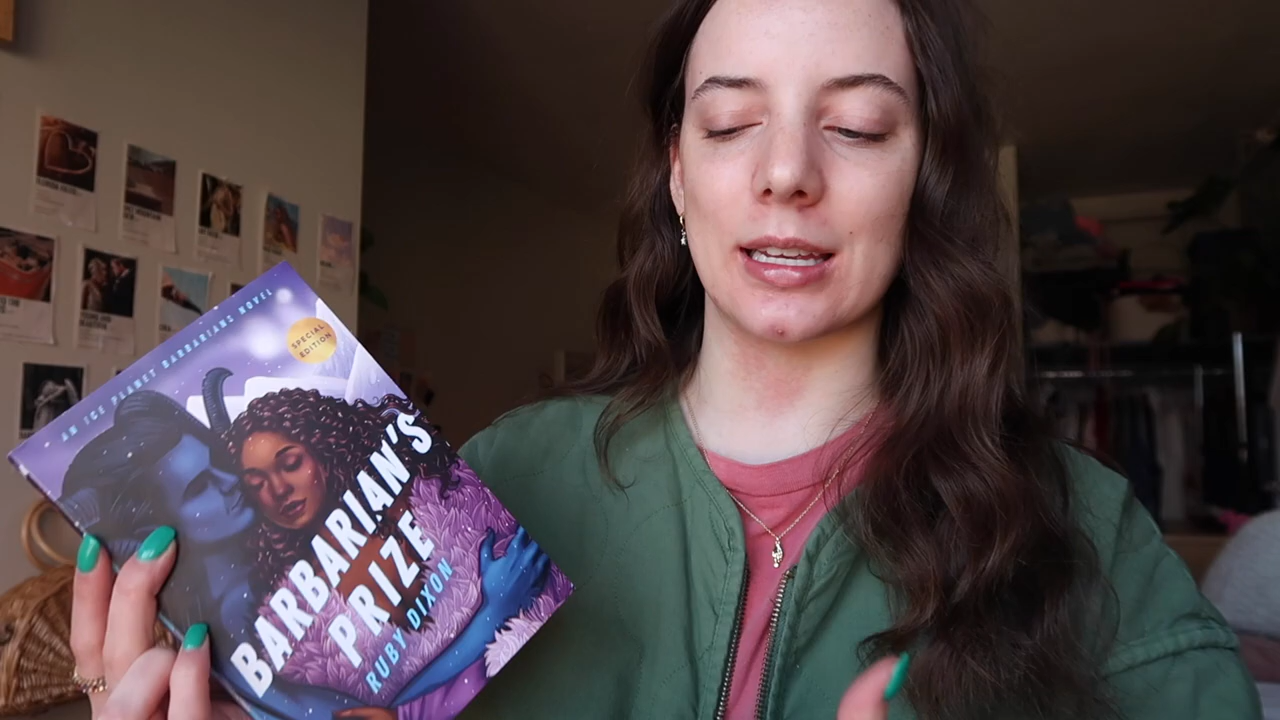 AN ICE PLANET BARBARIANS NOVEL
SPECIAL
EDITION
BARBARIAN'S
PRIZE
RUBY DIXON